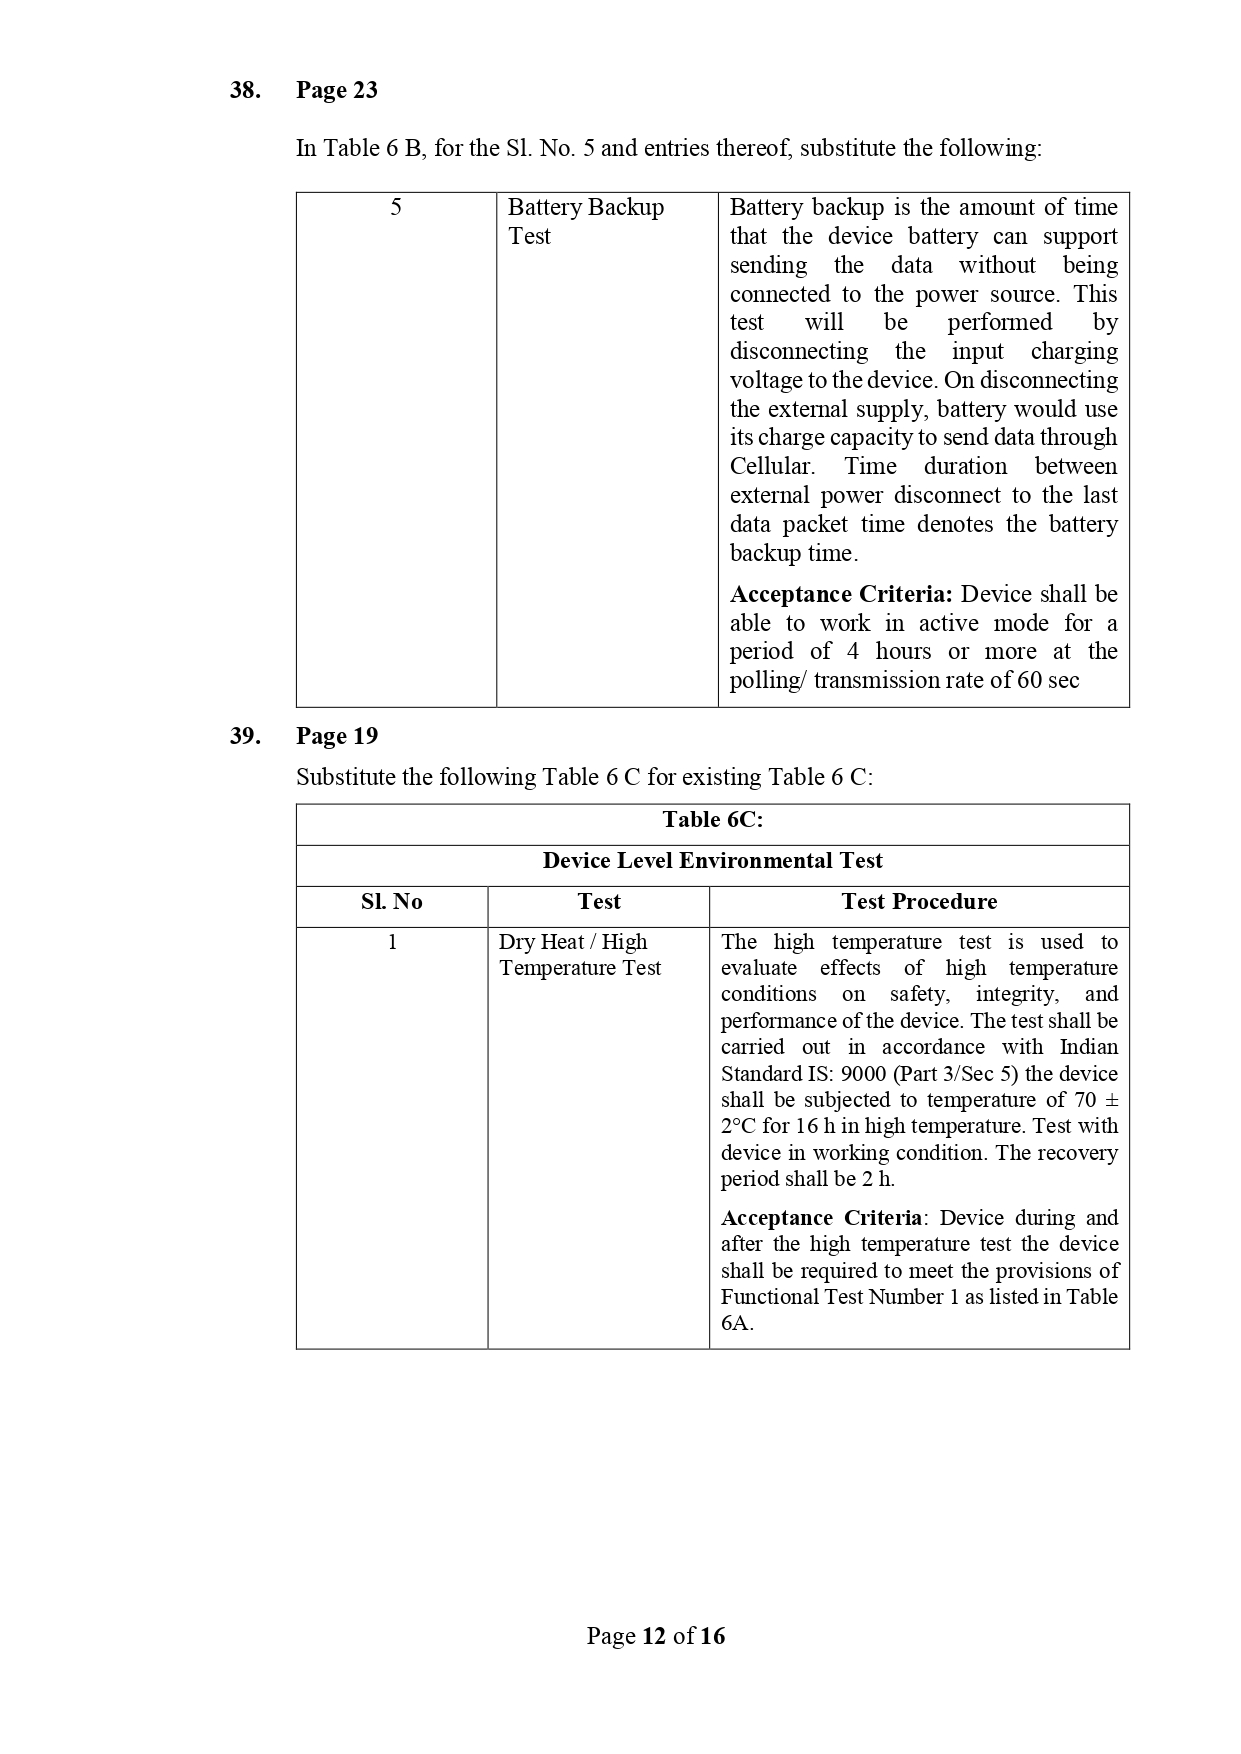 38. Page 23
In Table 6 B, for the Sl. No. 5 and entries thereof, substitute the following:
5
Battery Backup
Test
Battery backup is the amount of time
that the device battery can support
sending the data without being
connected to the power source. This
test will be performed by
disconnecting the input charging
voltage to the device. On disconnecting
the external supply, battery would use
its charge capacity to send data through
Cellular. Time duration between
external power disconnect to the last
data packet time denotes the battery
backup time.
Acceptance Criteria: Device shall be
able to work in active mode for a
period of 4 hours or more at the
polling/ transmission rate of 60 sec
39. Page 19
Substitute the following Table 6 C for existing Table 6 C:
Table 6C:
Device Level Environmental Test
Sl. No Test Test Procedure
1
Dry Heat / High
Temperature Test
The high temperature test is used to
evaluate effects of high temperature
conditions on safety, integrity, and
performance of the device. The test shall be
carried out in accordance with Indian
Standard IS: 9000 (Part 3/Sec 5) the device
shall be subjected to temperature of 70 ±
2°C for 16 h in high temperature. Test with
device in working condition. The recovery
period shall be 2 h.
Acceptance Criteria: Device during and
after the high temperature test the device
shall be required to meet the provisions of
Functional Test Number 1 as listed in Table
6A.
Page 12 of 16